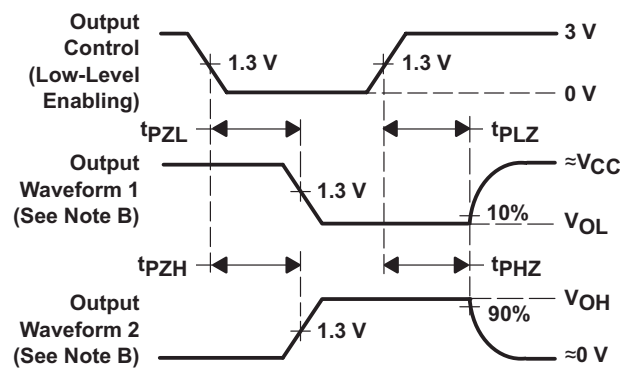 Output
Control
(Low-Level
Enabling)
1.3 V
1.3 V
3 V
0 V
tPZL
tPLZ
Output
Waveform 1
(See Note B)
1.3 V
10%
≈VCC
VOL
tPZH
tPHZ
Output
Waveform 2
(See Note B)
1.3 V
90%
VOH
≈0 V